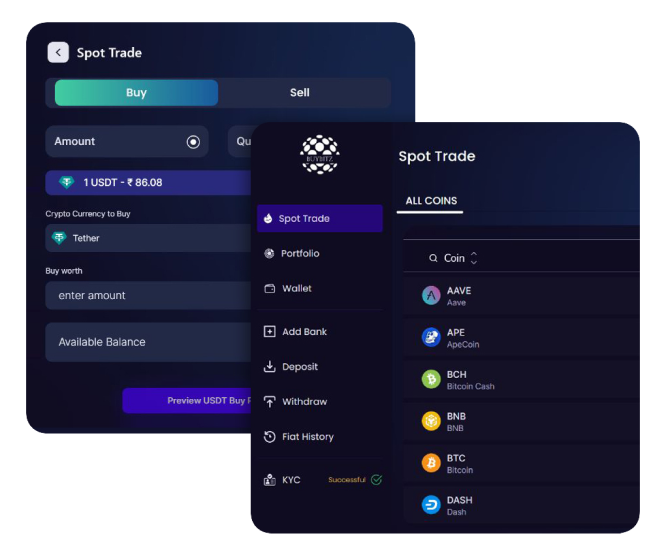 Spot Trade
Buy
Sell
Amount
Qu
1 USDT - ₹ 86.08
Crypto Currency to Buy
Tether
Buy worth
enter amount
Available Balance
Preview USDT Buy
BUYBITZ
Spot Trade
Portfolio
Wallet
Add Bank
Deposit
Withdraw
Fiat History
KYC Successful
Spot Trade
ALL COINS
Coin
AAVE
Aave
APE
ApeCoin
BCH
Bitcoin Cash
BNB
BNB
BTC
Bitcoin
DASH
Dash